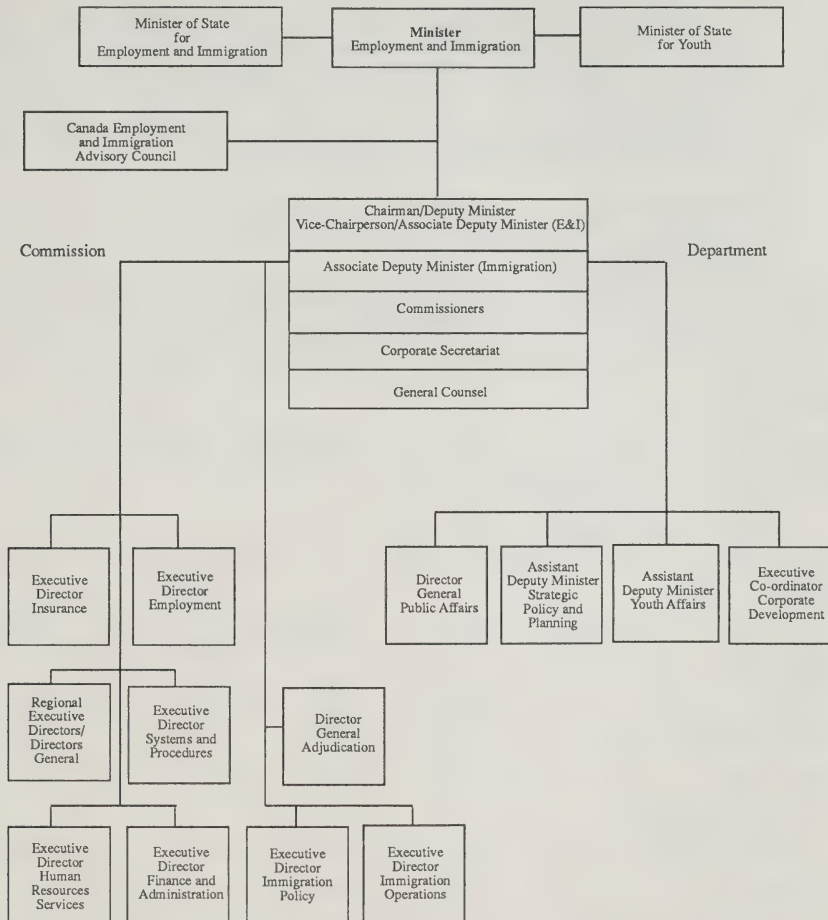 Minister of State
for
Employment and Immigration
Minister
Employment and Immigration
Minister of State
for Youth
Canada Employment
and Immigration
Advisory Council
Chairman/Deputy Minister
Vice-Chairperson/Associate Deputy Minister (E&I)
Commission
Department
Associate Deputy Minister (Immigration)
Commissioners
Corporate Secretariat
General Counsel
Executive
Director
Insurance
Executive
Director
Employment
Director
General
Public Affairs
Assistant
Deputy Minister
Strategic
Policy and
Planning
Assistant
Deputy Minister
Youth Affairs
Executive
Co-ordinator
Corporate
Development
Regional
Executive
Directors/
Directors
General
Executive
Director
Systems and
Procedures
Director
General
Adjudication
Executive
Director
Human
Resources
Services
Executive
Director
Finance and
Administration
Executive
Director
Immigration
Policy
Executive
Director
Immigration
Operations